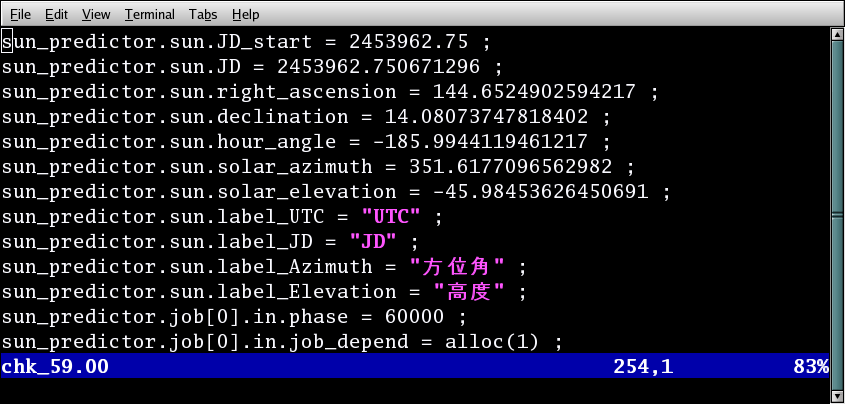 File Edit View Terminal Tabs Help
sun_predictor.sun.JD_start = 2453962.75 ;
sun_predictor.sun.JD = 2453962.750671296 ;
sun_predictor.sun.right_ascension = 144.6524902594217 ;
sun_predictor.sun.declination = 14.08073747818402 ;
sun_predictor.sun.hour_angle = -185.9944119461217 ;
sun_predictor.sun.solar_azimuth = 351.6177096562982 ;
sun_predictor.sun.solar_elevation = -45.98453626450691 ;
sun_predictor.sun.label_UTC = "UTC" ;
sun_predictor.sun.label_JD = "JD" ;
sun_predictor.sun.label_Azimuth = "方位角" ;
sun_predictor.sun.label_Elevation = "高度" ;
sun_predictor.job[0].in.phase = 60000 ;
sun_predictor.job[0].in.job_depend = alloc(1) ;
chk_59.00 254,1 83%